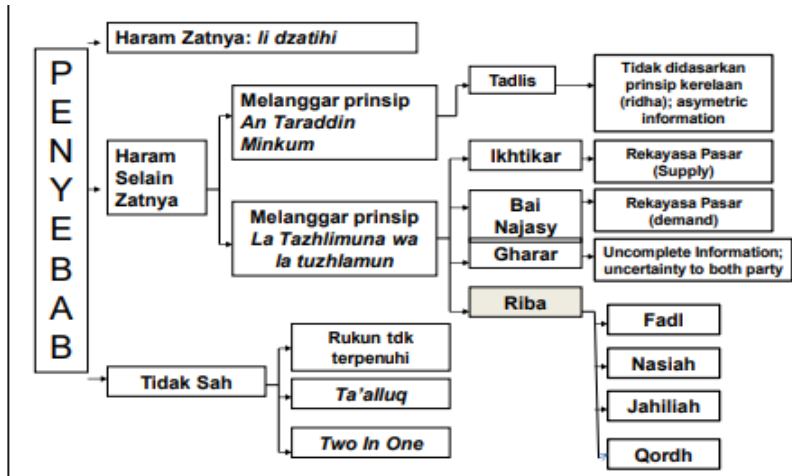 PENYEBAB
Haram Zatnya: li dzatihi
Haram
Selain
Zatnya
Melanggar prinsip
An Taraddin
Minkum
Tadlis
Tidak didasarkan
prinsip kerelaan
(ridha); asymetric
information
Melanggar prinsip
La Tazhlimuna wa
la tuzhlamun
Ikhtikar
Rekayasa Pasar
(Supply)
Bai
Najasy
Rekayasa Pasar
(demand)
Gharar
Uncomplete Information;
uncertainty to both party
Riba
Fadl
Nasiah
Jahiliah
Qordh
Tidak Sah
Rukun tdk
terpenuhi
Ta'alluq
Two In One